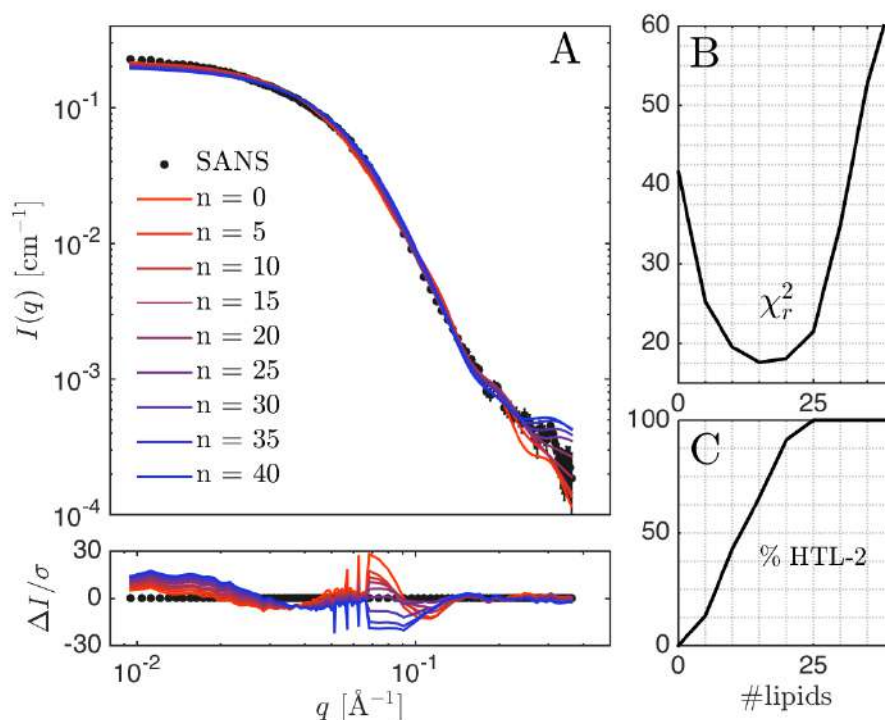 A
I(q) [cm⁻¹]
10⁻¹
10⁻²
10⁻³
10⁻⁴
SANS
n = 0
n = 5
n = 10
n = 15
n = 20
n = 25
n = 30
n = 35
n = 40
ΔI/σ
30
0
-30
10⁻²
10⁻¹
q [Å⁻¹]
B
60
50
40
30
20
χ²ᵣ
0
25
C
100
50
0
% HTL-2
0
25
#lipids